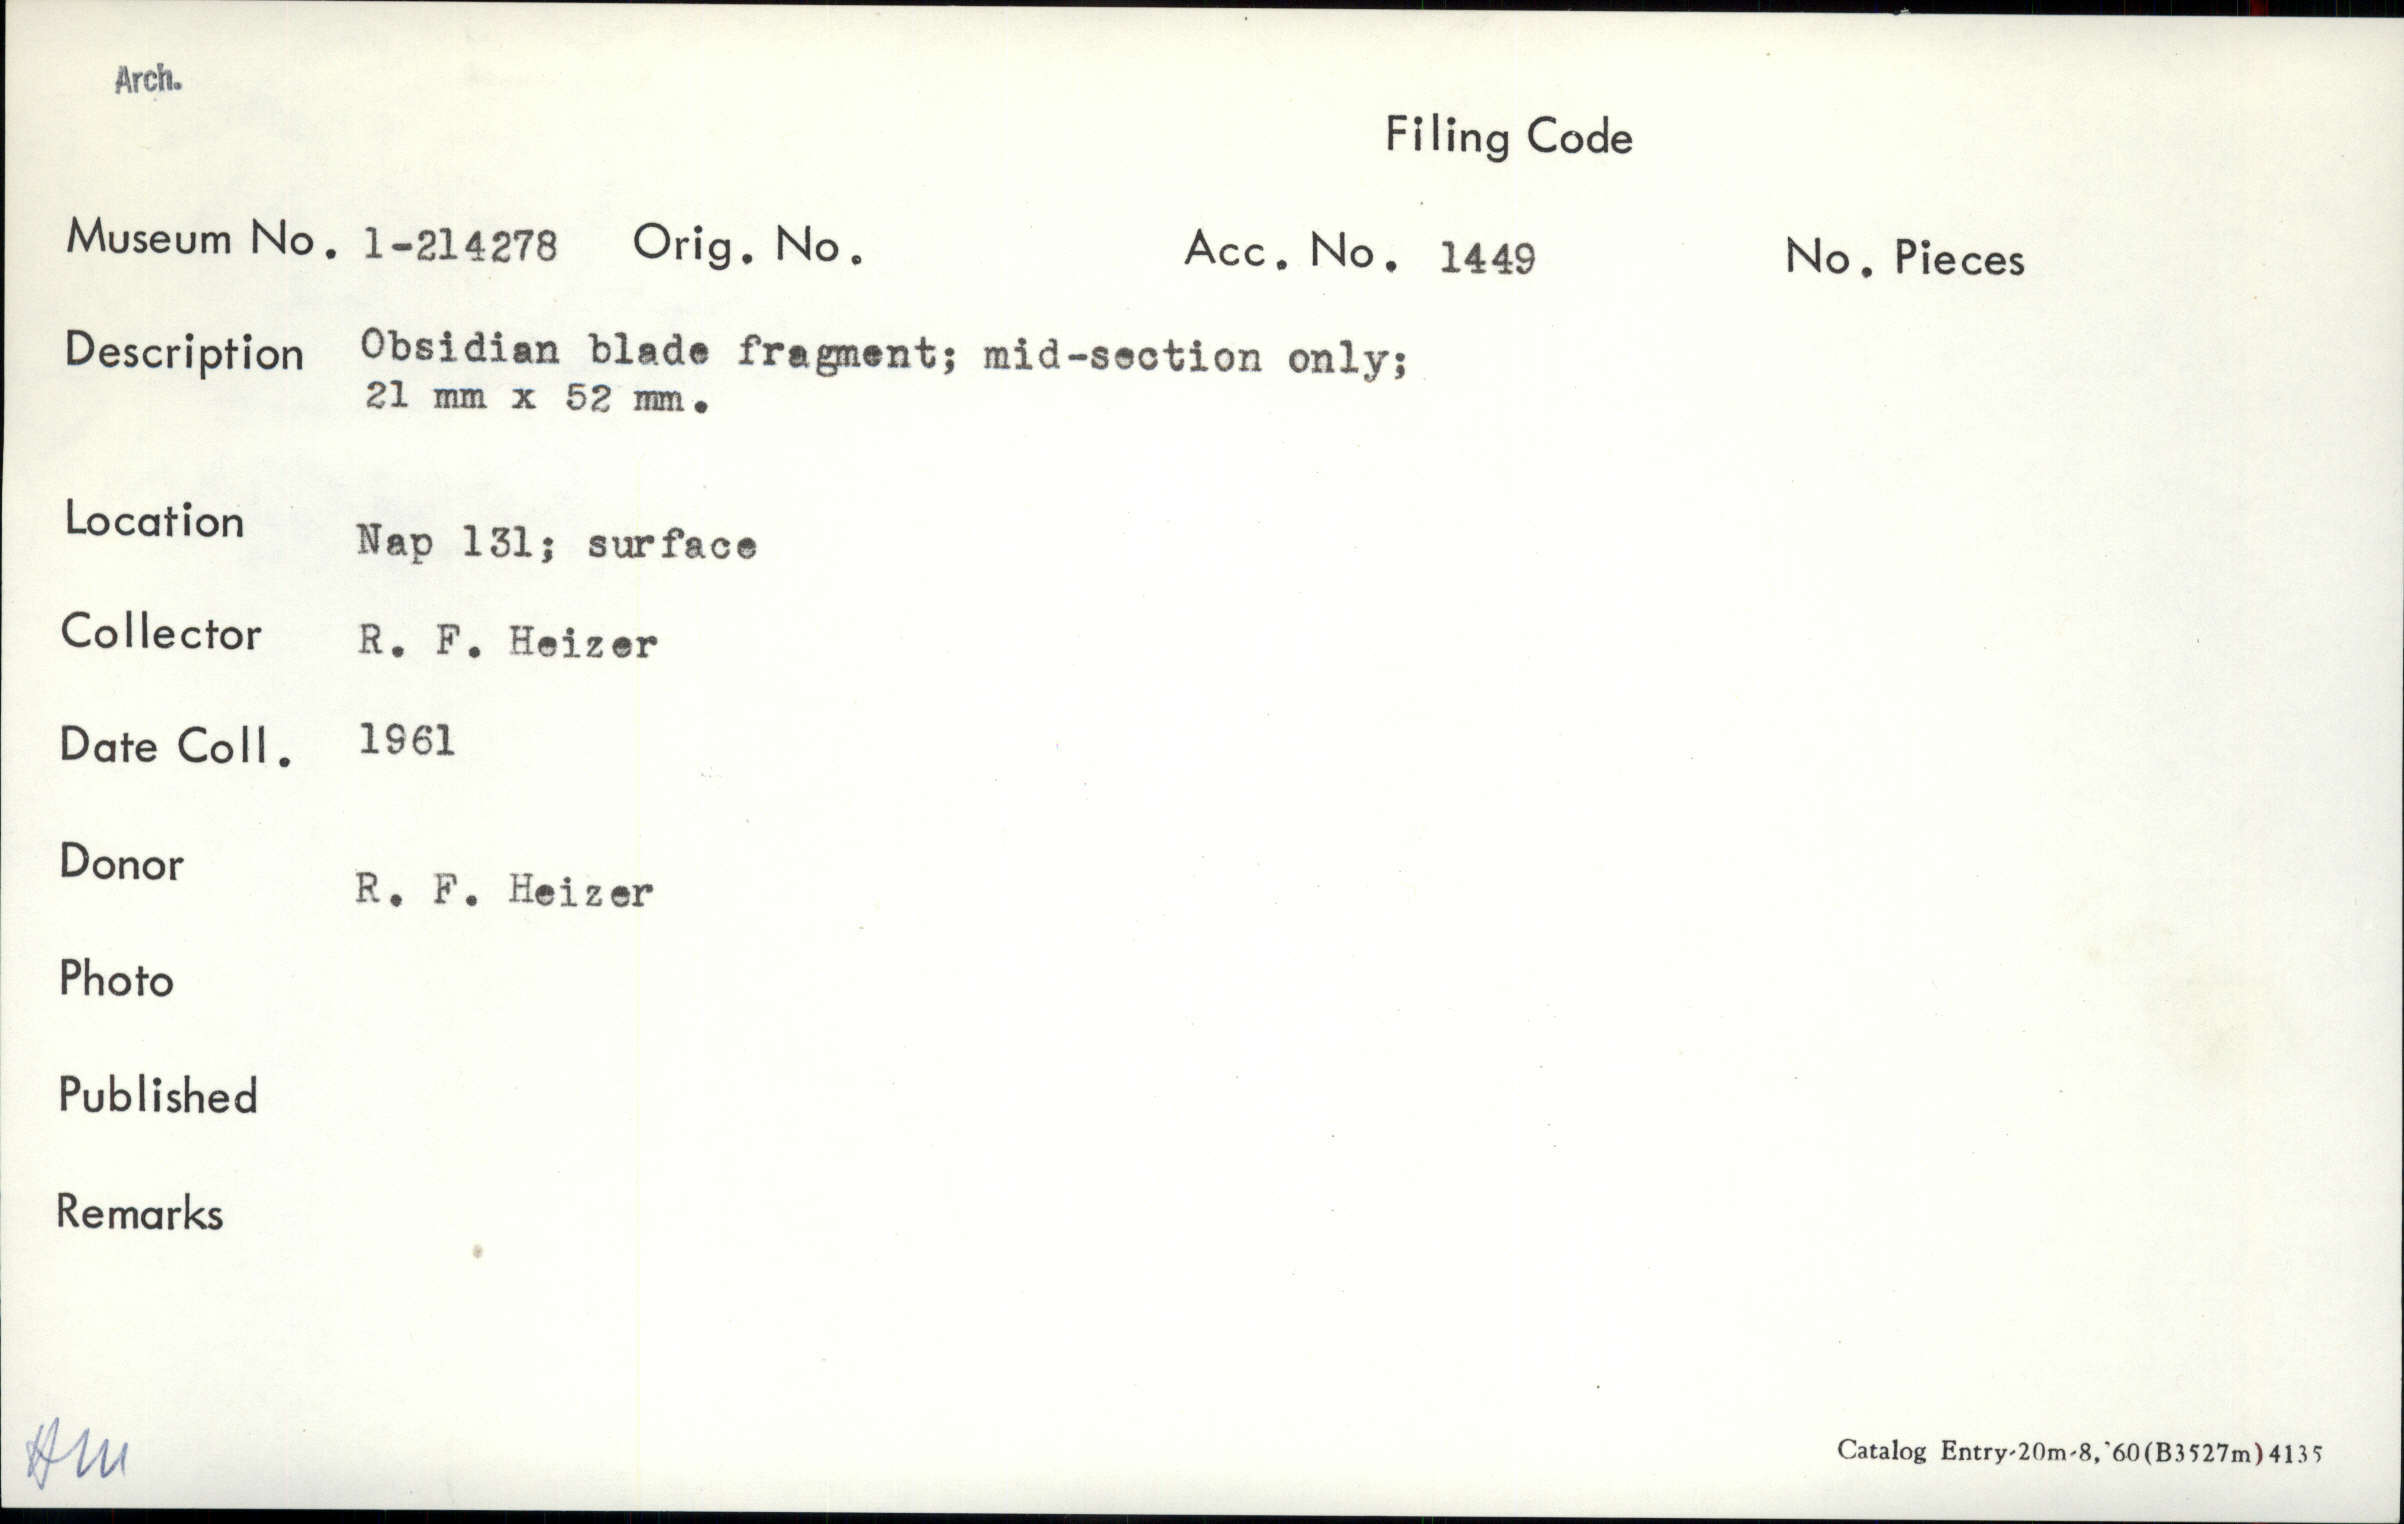 Arch.
Filing Code
Museum No. 1-214278 Orig. No. Acc. No. 1449 No. Pieces
Description Obsidian blade fragment; mid-section only;
21 mm x 52 mm.
Location Nap 131; surface
Collector R. F. Heizer
Date Coll. 1961
Donor R. F. Heizer
Photo
Published
Remarks
Catalog Entry-20m-8,'60(B3527m)4135